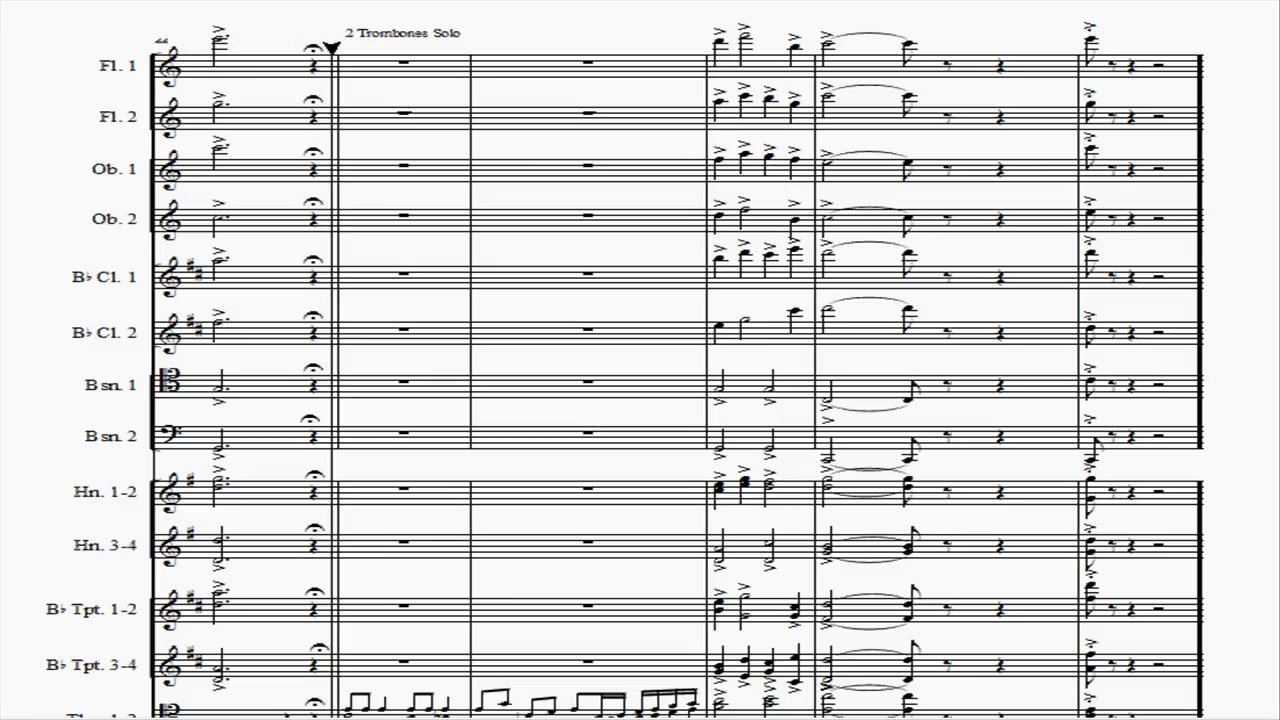 44
2 Trombones Solo
Fl. 1
Fl. 2
Ob. 1
Ob. 2
B♭ Cl. 1
B♭ Cl. 2
Bsn. 1
Bsn. 2
Hn. 1-2
Hn. 3-4
B♭ Tpt. 1-2
B♭ Tpt. 3-4